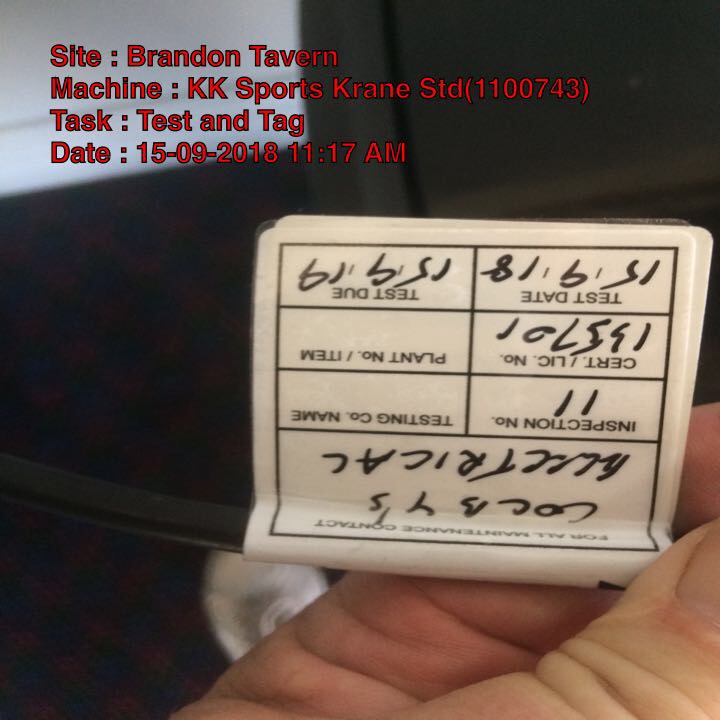 Site : Brandon Tavern
Machine : KK Sports Krane Std(1100743)
Task : Test and Tag
Date : 15-09-2018 11:17 AM
FOR ALL MAINTENANCE CONTACT
ELECTRICAL
INSPECTION No. TESTING Co. NAME
11
CERT. / LIC. No. PLANT No. / ITEM
135701
TEST DATE TEST DUE
15.9.18 15.9.19